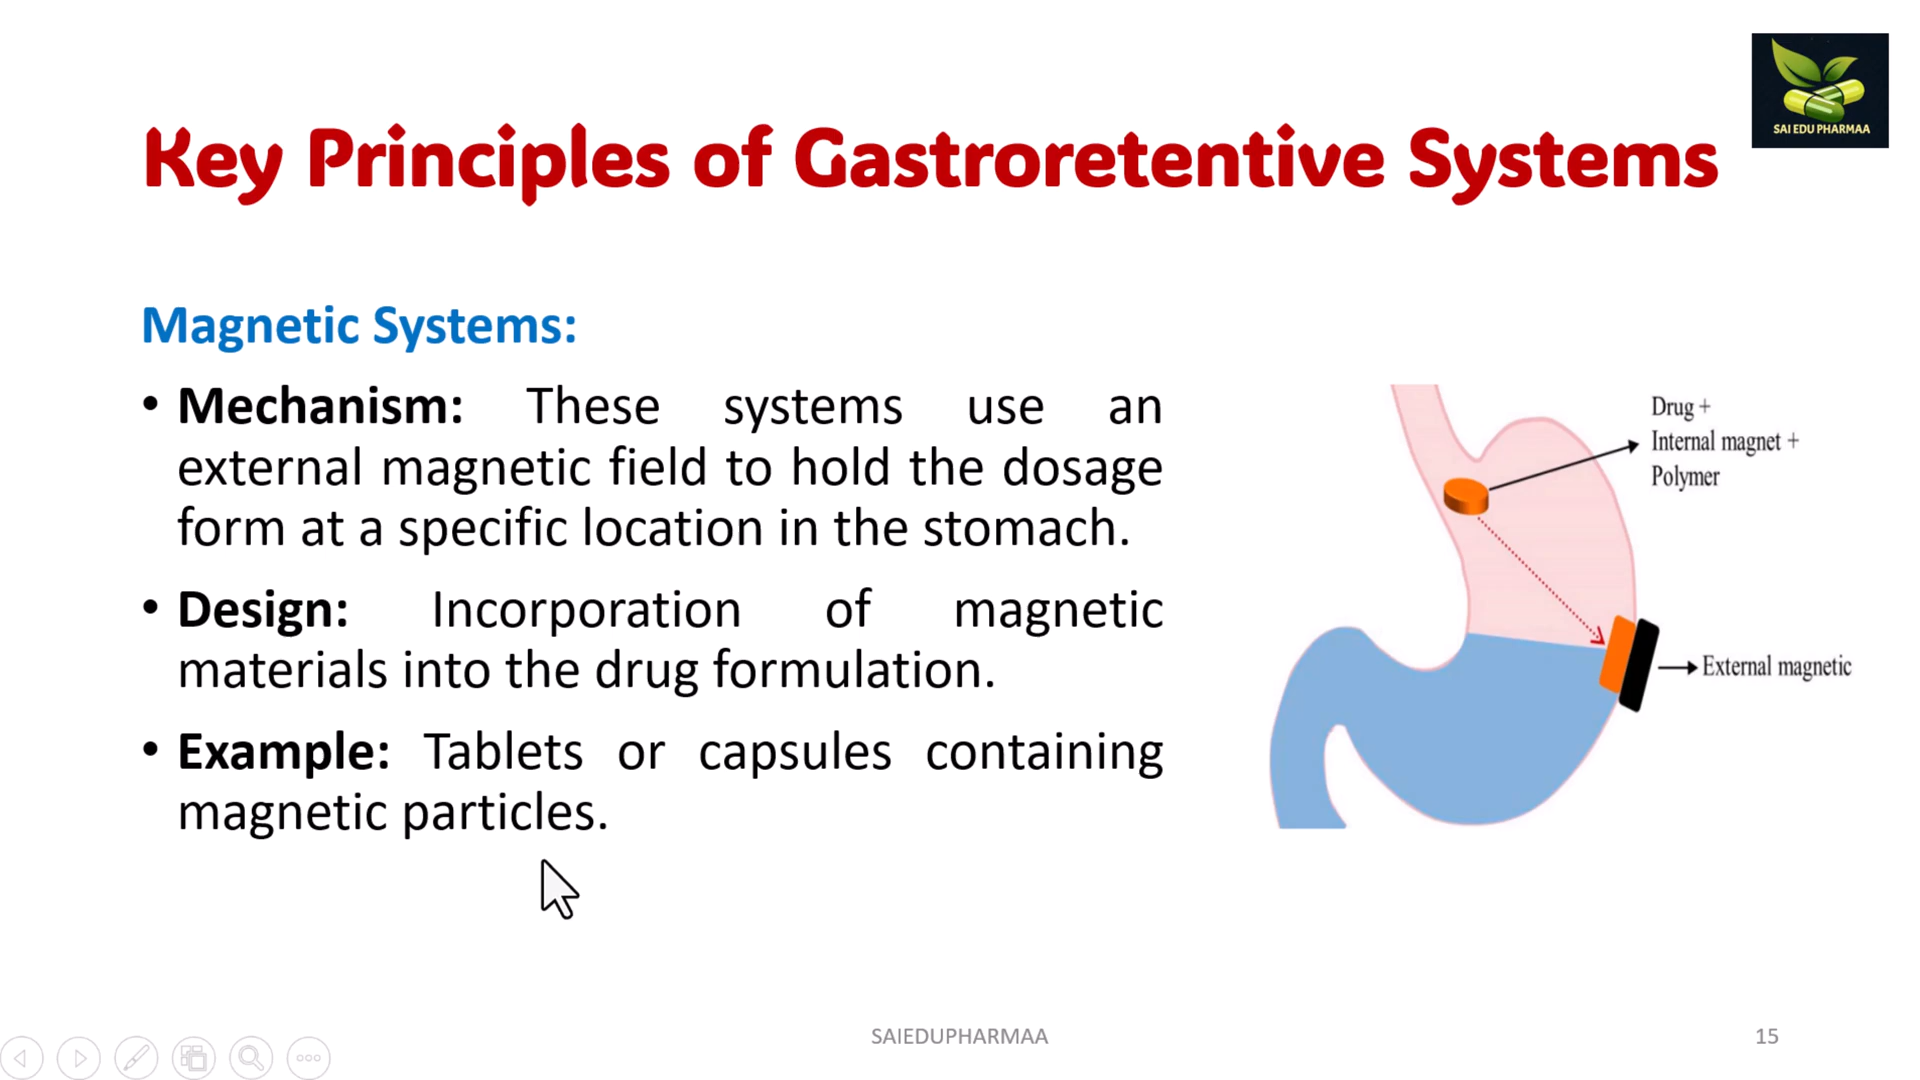 SAI EDU PHARMAA
Key Principles of Gastroretentive Systems
Magnetic Systems:
• Mechanism: These systems use an
external magnetic field to hold the dosage
form at a specific location in the stomach.
• Design: Incorporation of magnetic
materials into the drug formulation.
• Example: Tablets or capsules containing
magnetic particles.
Drug +
Internal magnet +
Polymer
External magnetic
SAIEDUPHARMAA
15